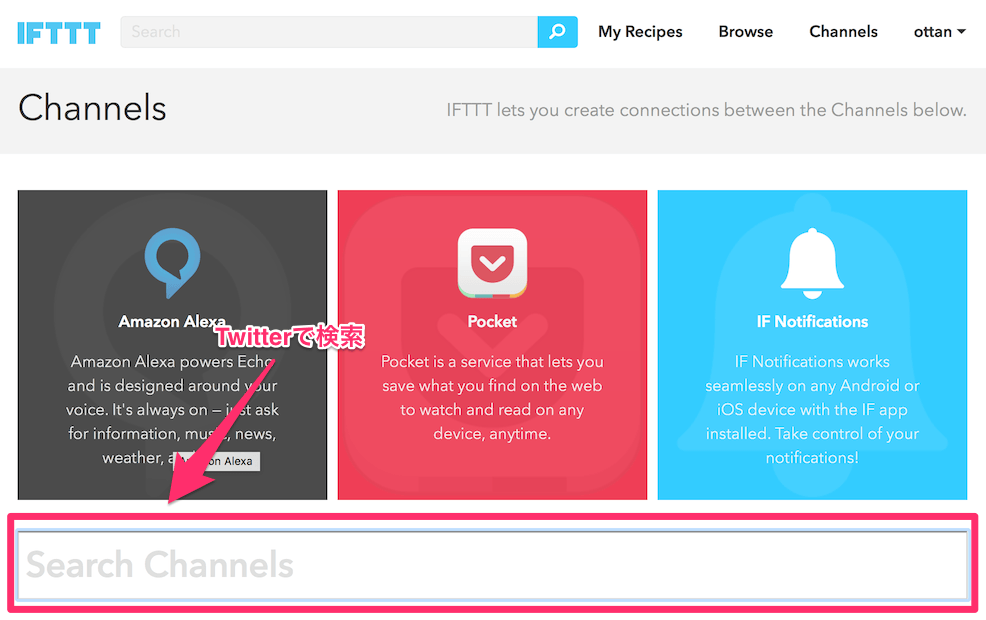 IFTTT
Search
My Recipes
Browse
Channels
ottan
Channels
IFTTT lets you create connections between the Channels below.
Amazon Alexa
Amazon Alexa powers Echo
and is designed around your
voice. It's always on – just ask
for information, music, news,
weather,
Amazon Alexa
Twitterで検索
Pocket
Pocket is a service that lets you
save what you find on the web
to watch and read on any
device, anytime.
IF Notifications
IF Notifications works
seamlessly on any Android or
iOS device with the IF app
installed. Take control of your
notifications!
Search Channels